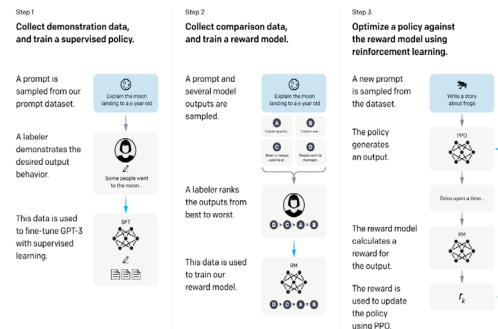 Step 1
Collect demonstration data,
and train a supervised policy.
A prompt is
sampled from our
prompt dataset.
Explain the moon
landing to a 6 year old
A labeler
demonstrates the
desired output
behavior.
Some people went
to the moon...
This data is used
to fine-tune GPT-3
with supervised
learning.
SFT
Step 2
Collect comparison data,
and train a reward model.
A prompt and
several model
outputs are
sampled.
Explain the moon
landing to a 6 year old
A
B
C
D
A labeler ranks
the outputs from
best to worst.
D > C > A = B
This data is used
to train our
reward model.
RM
D > C > A = B
Step 3
Optimize a policy against
the reward model using
reinforcement learning.
A new prompt
is sampled from
the dataset.
Write a story
about frogs
The policy
generates
an output.
PPO
Once upon a time...
The reward model
calculates a
reward for
the output.
RM
The reward is
used to update
the policy
using PPO.
rk